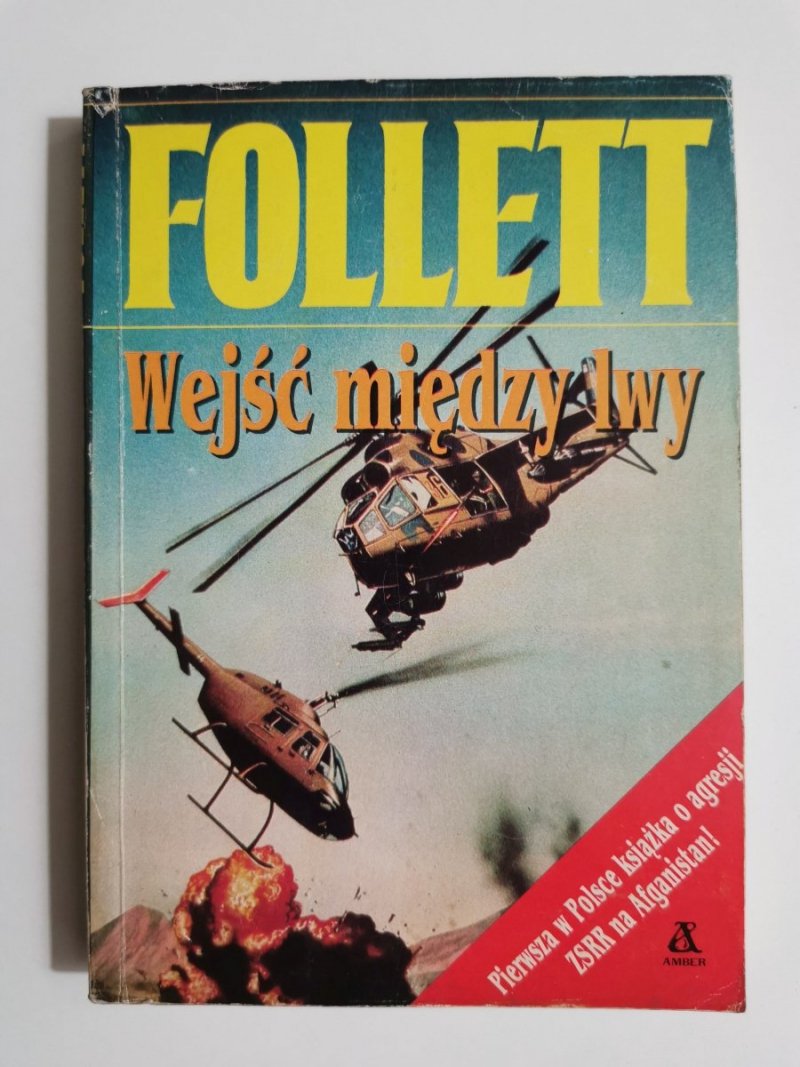 FOLLETT
Wejść między lwy
Pierwsza w Polsce książka o agresji
ZSRR na Afganistan!
AMBER